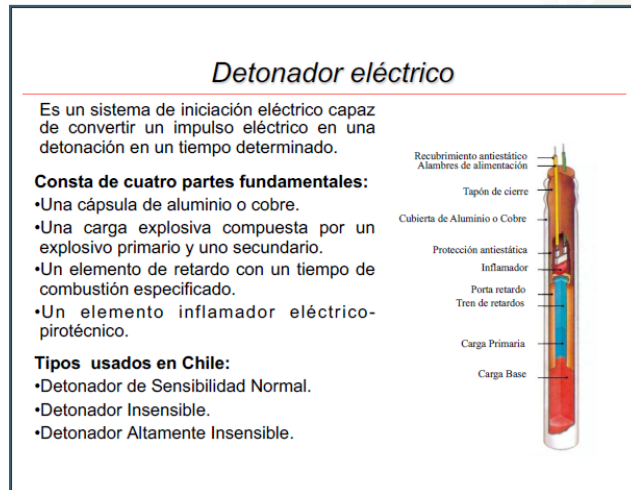 Detonador eléctrico
Es un sistema de iniciación eléctrico capaz
de convertir un impulso eléctrico en una
detonación en un tiempo determinado.
Consta de cuatro partes fundamentales:
•Una cápsula de aluminio o cobre.
•Una carga explosiva compuesta por un
explosivo primario y uno secundario.
•Un elemento de retardo con un tiempo de
combustión especificado.
•Un elemento inflamador eléctrico-
pirotécnico.
Tipos usados en Chile:
•Detonador de Sensibilidad Normal.
•Detonador Insensible.
•Detonador Altamente Insensible.
Recubrimiento antiestático
Alambres de alimentación
Tapón de cierre
Cubierta de Aluminio o Cobre
Protección antiestática
Inflamador
Porta retardo
Tren de retardos
Carga Primaria
Carga Base